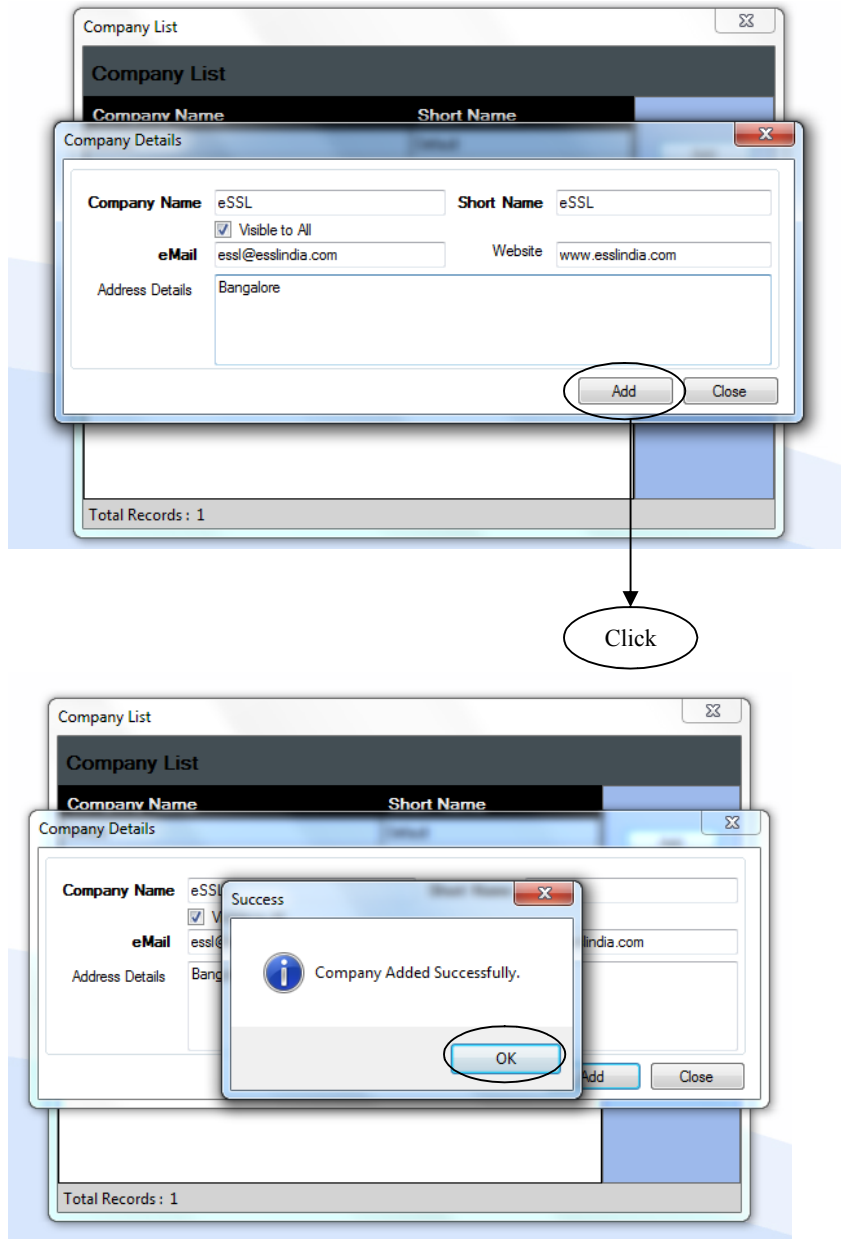 Company List
Company List
Company Name Short Name
Company Details
Company Name eSSL Short Name eSSL
Visible to All
eMail essl@esslindia.com Website www.esslindia.com
Address Details Bangalore
Add Close
Total Records : 1
Click
Company List
Company List
Company Name Short Name
Default
Company Details
Company Name eSSL Short Name
Success
eMail essl@ lindia.com
Address Details Bang
Company Added Successfully.
OK
Add Close
Total Records : 1